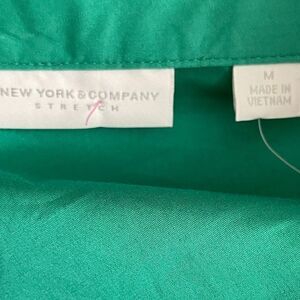 NEW YORK & COMPANY
STRETCH
M
MADE IN
VIETNAM